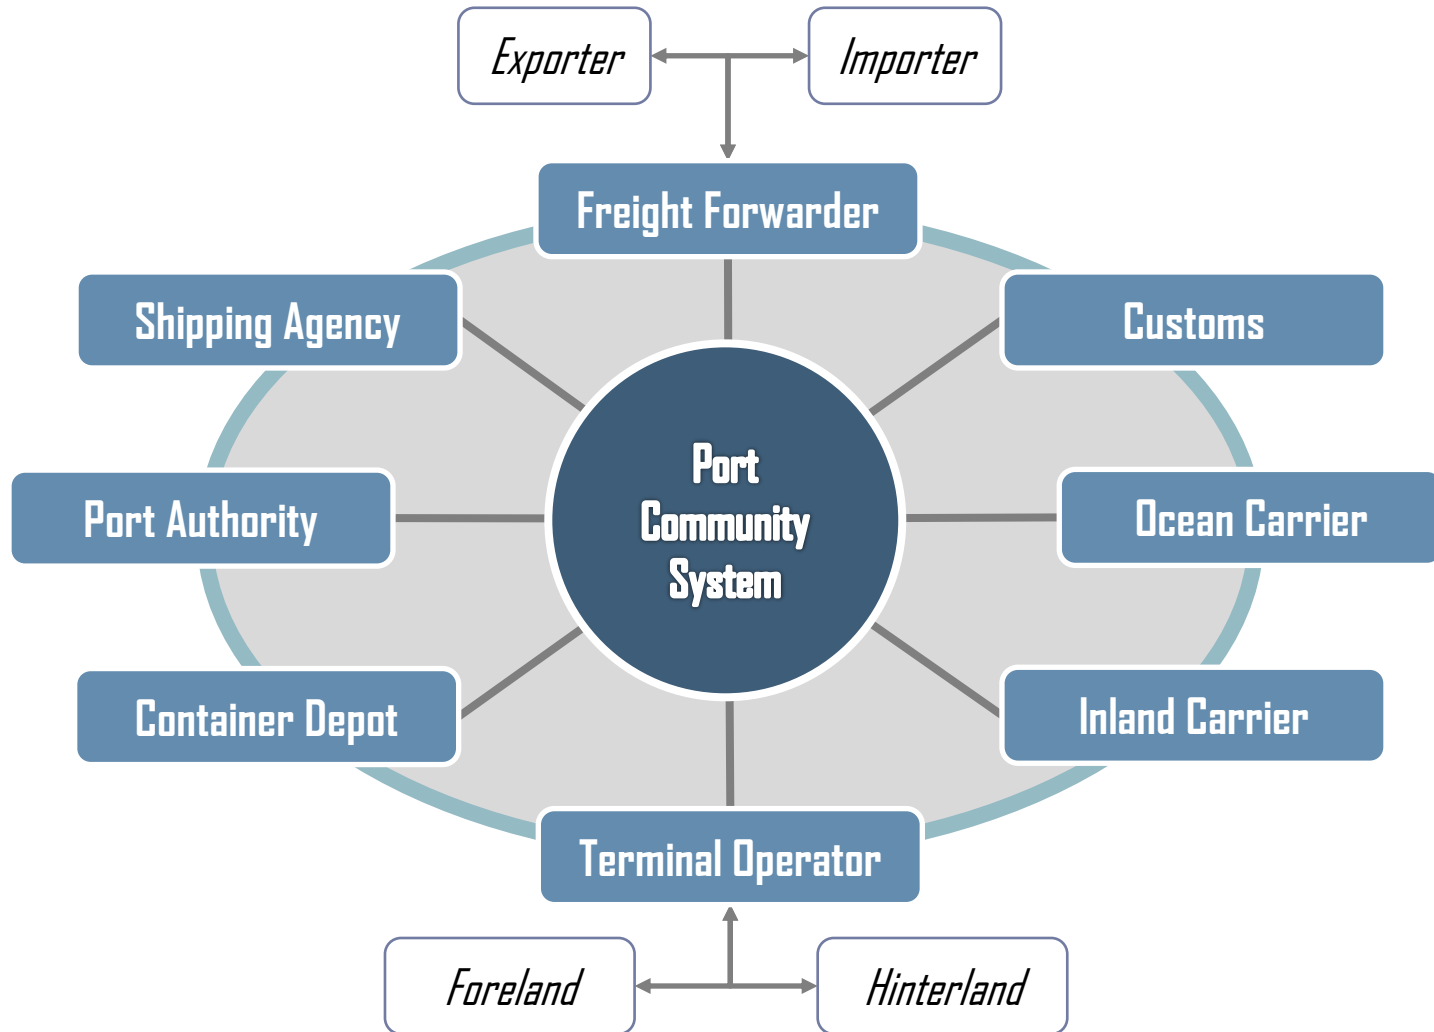 Exporter
Importer
Freight Forwarder
Shipping Agency
Customs
Port
Community
System
Port Authority
Ocean Carrier
Container Depot
Inland Carrier
Terminal Operator
Foreland
Hinterland